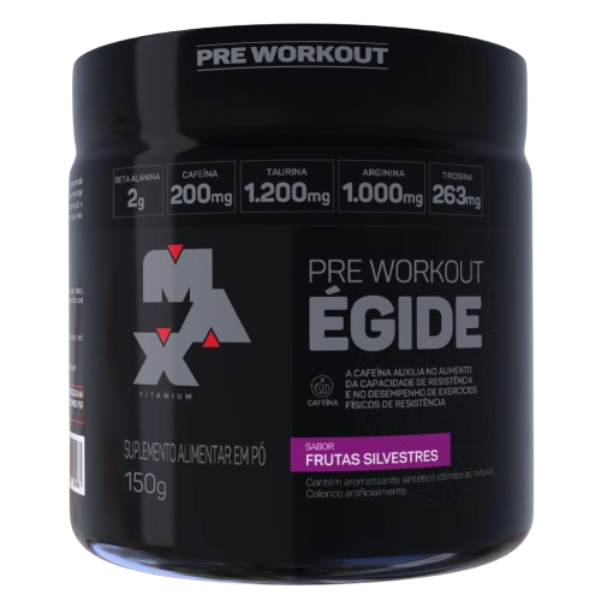 PRE WORKOUT
BETA-ALANINA CAFEÍNA TAURINA ARGININA TIROSINA
2g 200mg 1.200mg 1.000mg 263mg
MAX
TITANIUM
PRE WORKOUT
ÉGIDE
CAFEÍNA
A CAFEÍNA AUXILIA NO AUMENTO
DA CAPACIDADE DE RESISTÊNCIA
E NO DESEMPENHO DE EXERCÍCIOS
FÍSICOS DE RESISTÊNCIA
SUPLEMENTO ALIMENTAR EM PÓ
150g
SABOR
FRUTAS SILVESTRES
Contém aromatizante sintético idêntico ao natural.
Colorido artificialmente.